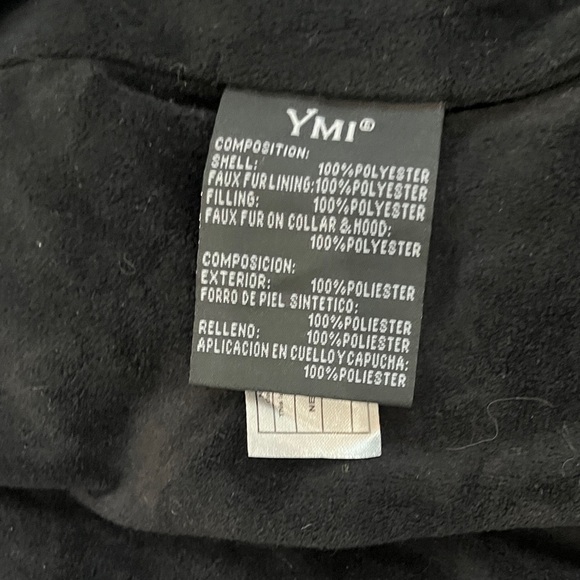 YMI®
COMPOSITION:
SHELL: 100%POLYESTER
FAUX FUR LINING:100%POLYESTER
FILLING: 100%POLYESTER
FAUX FUR ON COLLAR & HOOD:
100%POLYESTER
COMPOSICION:
EXTERIOR: 100%POLIESTER
FORRO DE PIEL SINTETICO:
100%POLIESTER
RELLENO: 100%POLIESTER
APLICACION EN CUELLO Y CAPUCHA:
100%POLIESTER